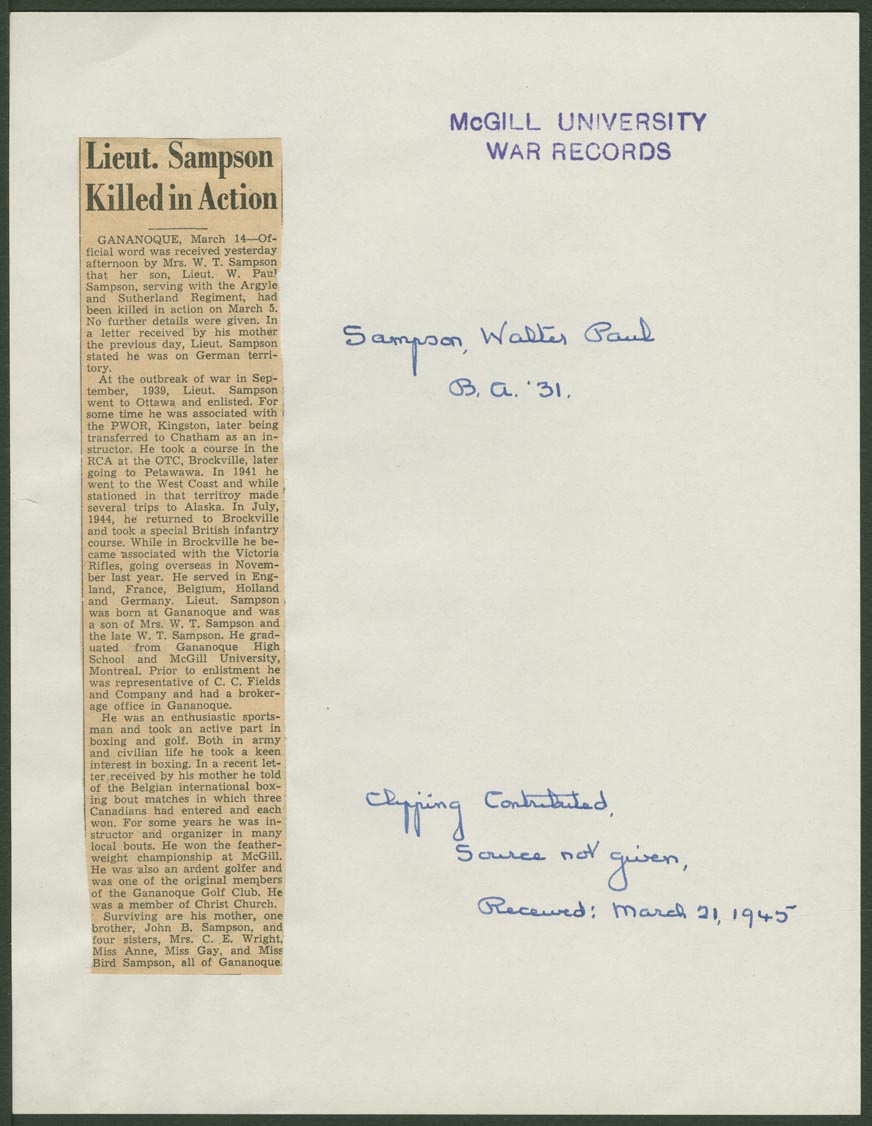 McGILL UNIVERSITY
WAR RECORDS
Lieut. Sampson
Killed in Action
GANANOQUE, March 14—Of-
ficial word was received yesterday
afternoon by Mrs. W. T. Sampson
that her son, Lieut. W. Paul
Sampson, serving with the Argyle
and Sutherland Regiment, had
been killed in action on March 5.
No further details were given. In
a letter received by his mother
the previous day, Lieut. Sampson
stated he was on German terri-
tory.
At the outbreak of war in Sep-
tember, 1939, Lieut. Sampson
went to Ottawa and enlisted. For
some time he was associated with
the PWOR, Kingston, later being
transferred to Chatham as an in-
structor. He took a course in the
RCA at the OTC, Brockville, later
going to Petawawa. In 1941 he
went to the West Coast and while
stationed in that territroy made
several trips to Alaska. In July,
1944, he returned to Brockville
and took a special British infantry
course. While in Brockville he be-
came associated with the Victoria
Rifles, going overseas in Novem-
ber last year. He served in Eng-
land, France, Belgium, Holland
and Germany. Lieut. Sampson
was born at Gananoque and was
a son of Mrs. W. T. Sampson and
the late W. T. Sampson. He grad-
uated from Gananoque High
School and McGill University,
Montreal. Prior to enlistment he
was representative of C. C. Fields
and Company and had a broker-
age office in Gananoque.
He was an enthusiastic sports-
man and took an active part in
boxing and golf. Both in army
and civilian life he took a keen
interest in boxing. In a recent let-
ter received by his mother he told
of the Belgian international box-
ing bout matches in which three
Canadians had entered and each
won. For some years he was in-
structor and organizer in many
local bouts. He won the feather-
weight championship at McGill.
He was also an ardent golfer and
was one of the original members
of the Gananoque Golf Club. He
was a member of Christ Church.
Surviving are his mother, one
brother, John B. Sampson, and
four sisters, Mrs. C. E. Wright,
Miss Anne, Miss Gay, and Miss
Bird Sampson, all of Gananoque.
Sampson, Walter Paul
B. A. '31.
Clipping Contributed,
Source not given,
Received: March 21, 1945